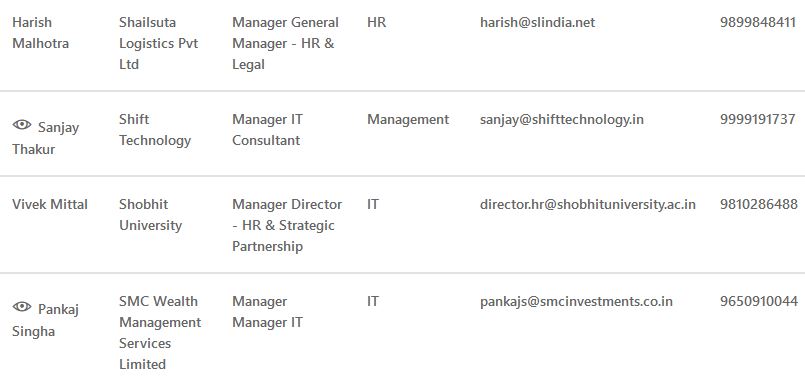 Harish Shailsuta Manager General HR harish@slindia.net 9899848411
Malhotra Logistics Pvt Manager - HR &
Ltd Legal
Sanjay Shift Manager IT Management sanjay@shifttechnology.in 9999191737
Thakur Technology Consultant
Vivek Mittal Shobhit Manager Director IT director.hr@shobhituniversity.ac.in 9810286488
University - HR & Strategic
Partnership
Pankaj SMC Wealth Manager IT pankajs@smcinvestments.co.in 9650910044
Singha Management Manager IT
Services
Limited